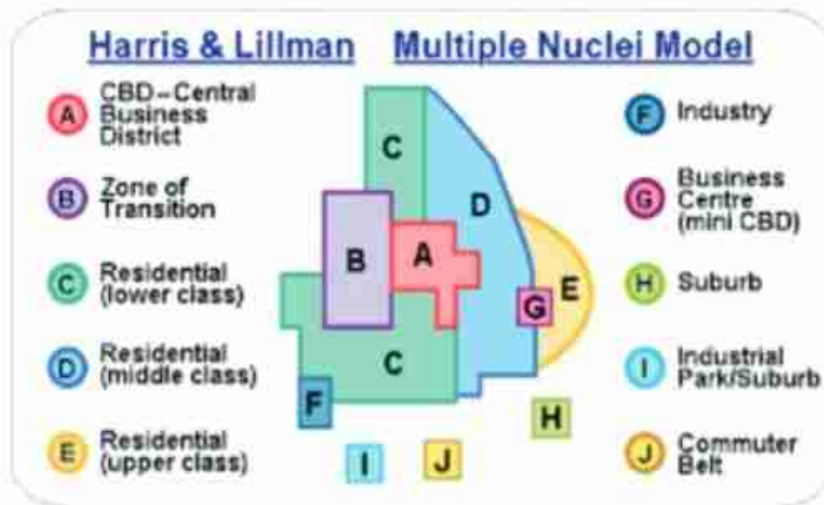 Harris & Lillman Multiple Nuclei Model
A
CBD–Central
Business
District
B
Zone of
Transition
C
Residential
(lower class)
D
Residential
(middle class)
E
Residential
(upper class)
C
D
B
A
E
G
C
F
H
I
J
F
Industry
G
Business
Centre
(mini CBD)
H
Suburb
I
Industrial
Park/Suburb
J
Commuter
Belt